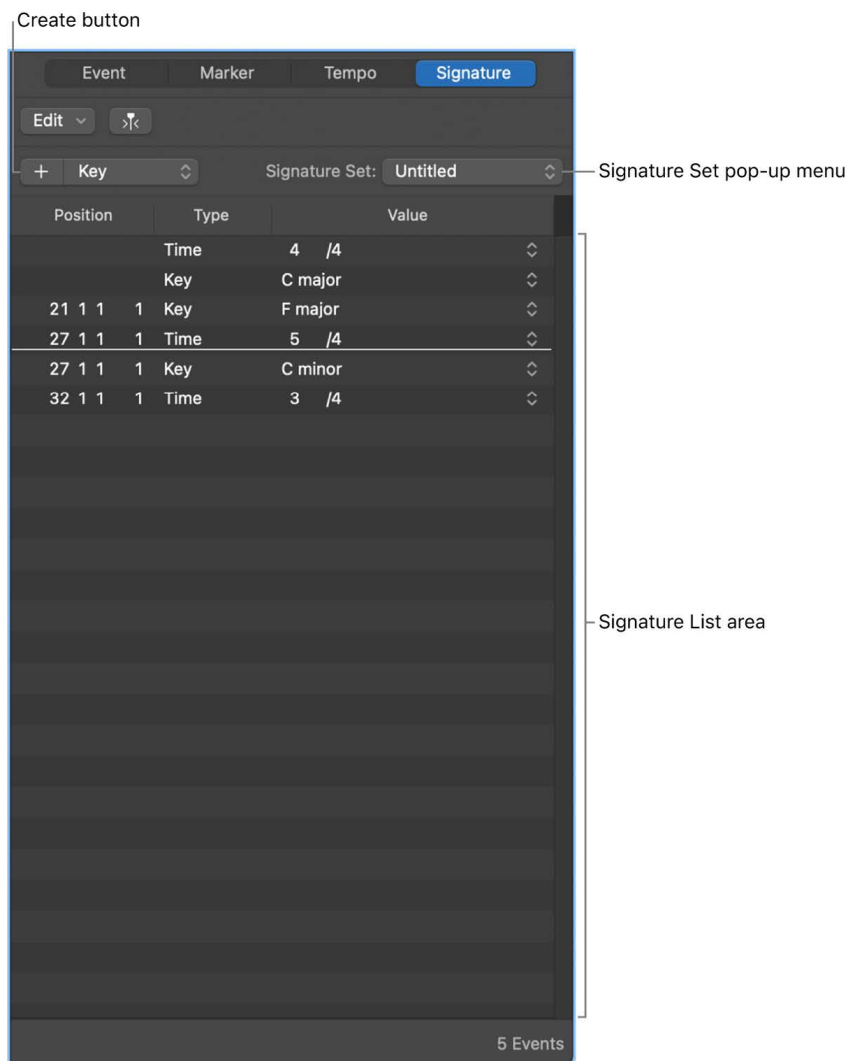 Create button
Event Marker Tempo Signature
Edit
+ Key Signature Set: Untitled Signature Set pop-up menu
Position Type Value
Time 4 /4
Key C major
21 1 1 1 Key F major
27 1 1 1 Time 5 /4
27 1 1 1 Key C minor
32 1 1 1 Time 3 /4
Signature List area
5 Events